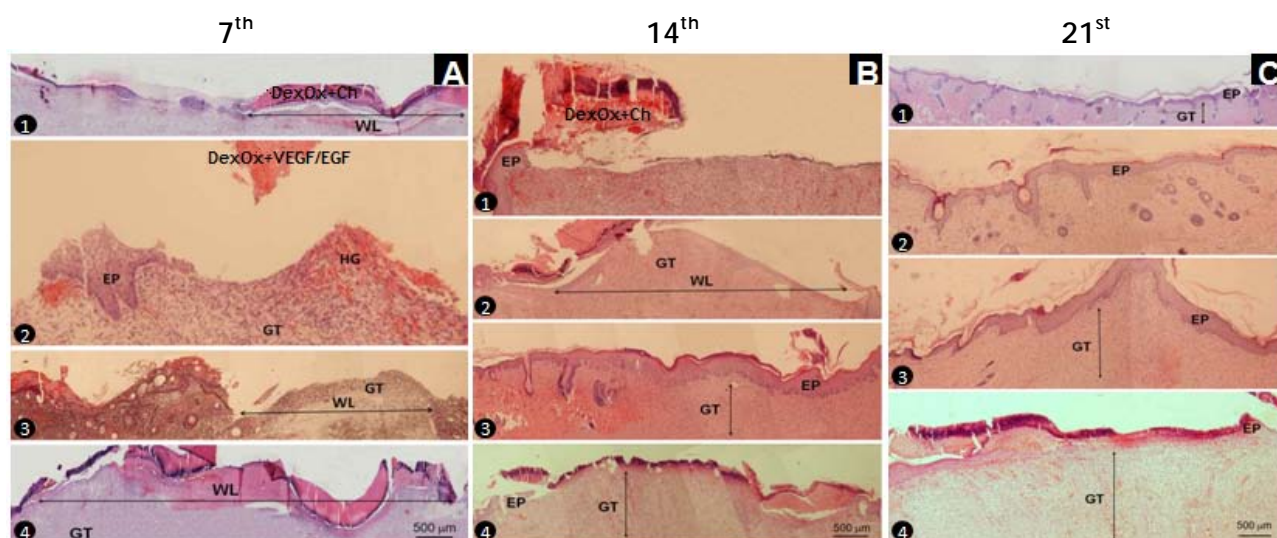 7th 14th 21st
A
DexOx+Ch
WL
1
DexOx+VEGF/EGF
EP
HG
GT
2
GT
WL
3
WL
GT
500 μm
4
B
DexOx+Ch
EP
1
GT
WL
2
EP
GT
3
EP
GT
500 μm
4
C
EP
GT
1
EP
2
GT
EP
3
EP
GT
500 μm
4